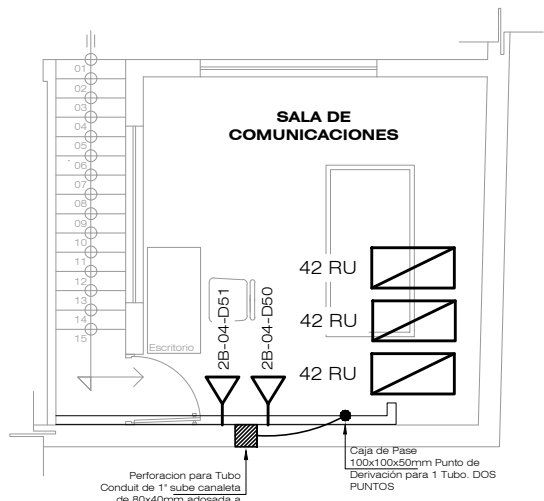 01
02
03
04
05
06
07
08
09
10
11
12
13
14
15
SALA DE
COMUNICACIONES
42 RU
42 RU
42 RU
2B-04-D51
2B-04-D50
Escritorio
Perforacion para Tubo
Conduit de 1" sube canaleta
de 80x40mm adosada a
Caja de Pase
100x100x50mm Punto de
Derivación para 1 Tubo. DOS
PUNTOS